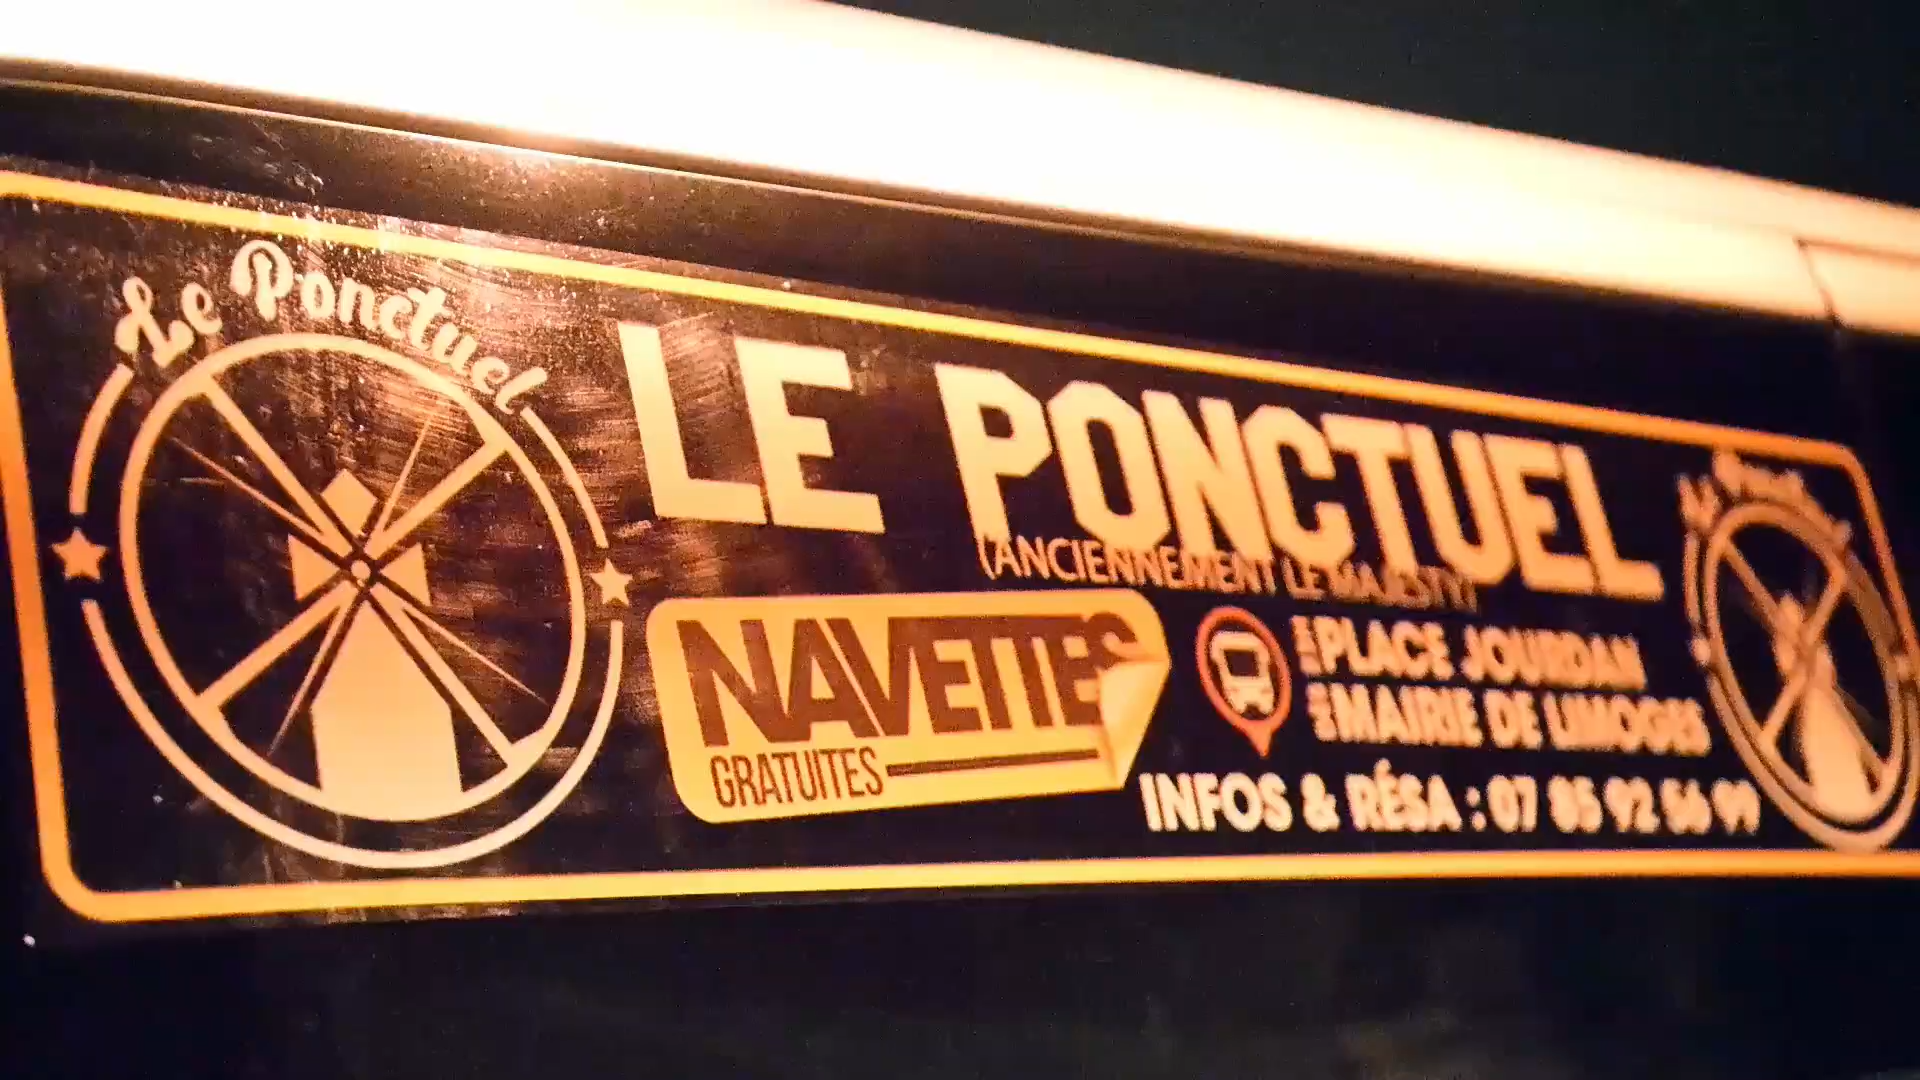 Le Ponctuel
LE PONCTUEL
(ANCIENNEMENT LE MAJESTY)
NAVETTES
GRATUITES
PLACE JOURDAN
MAIRIE DE LIMOGES
INFOS & RÉSA : 07 85 92 56 99